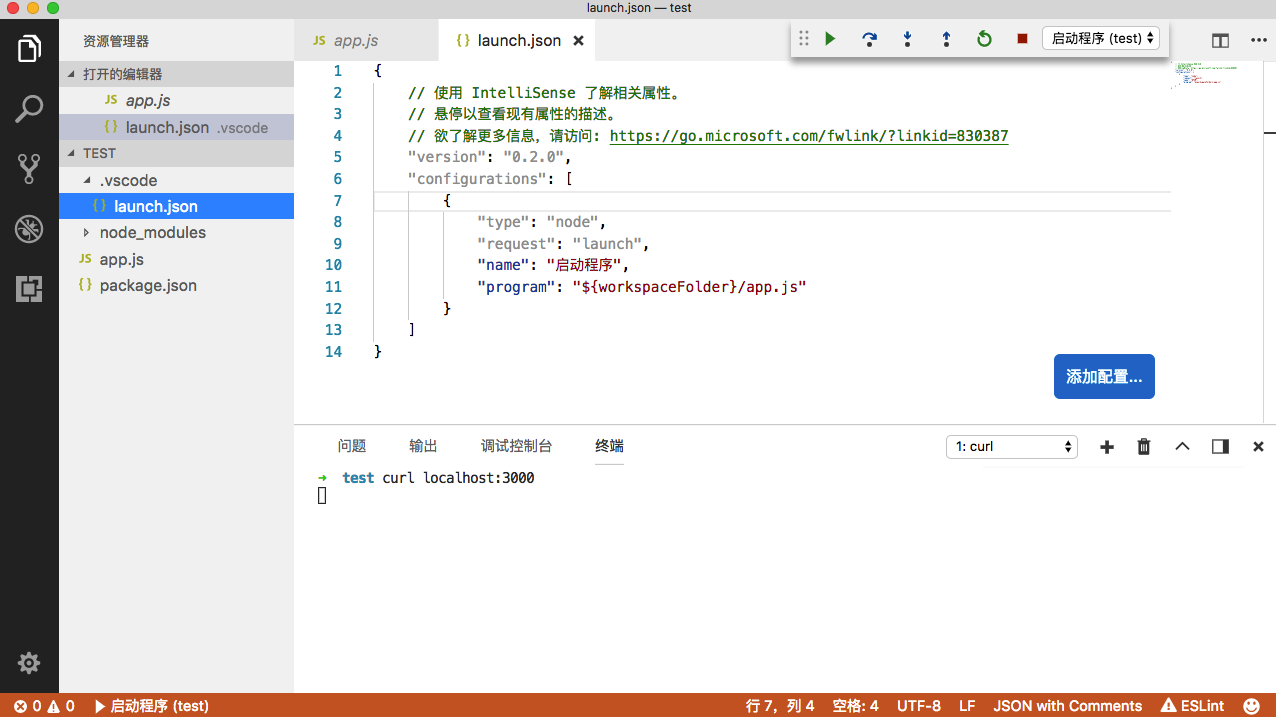 launch.json — test
资源管理器
打开的编辑器
JS app.js
{} launch.json .vscode
TEST
.vscode
{} launch.json
node_modules
JS app.js
{} package.json
JS app.js
{} launch.json
启动程序 (test)
1 {
2 // 使用 IntelliSense 了解相关属性。
3 // 悬停以查看现有属性的描述。
4 // 欲了解更多信息，请访问: https://go.microsoft.com/fwlink/?linkid=830387
5 "version": "0.2.0",
6 "configurations": [
7 {
8 "type": "node",
9 "request": "launch",
10 "name": "启动程序",
11 "program": "${workspaceFolder}/app.js"
12 }
13 ]
14 }
添加配置...
问题 输出 调试控制台 终端
1: curl
➜ test curl localhost:3000
0 0 启动程序 (test)
行 7，列 4 空格: 4 UTF-8 LF JSON with Comments ESLint